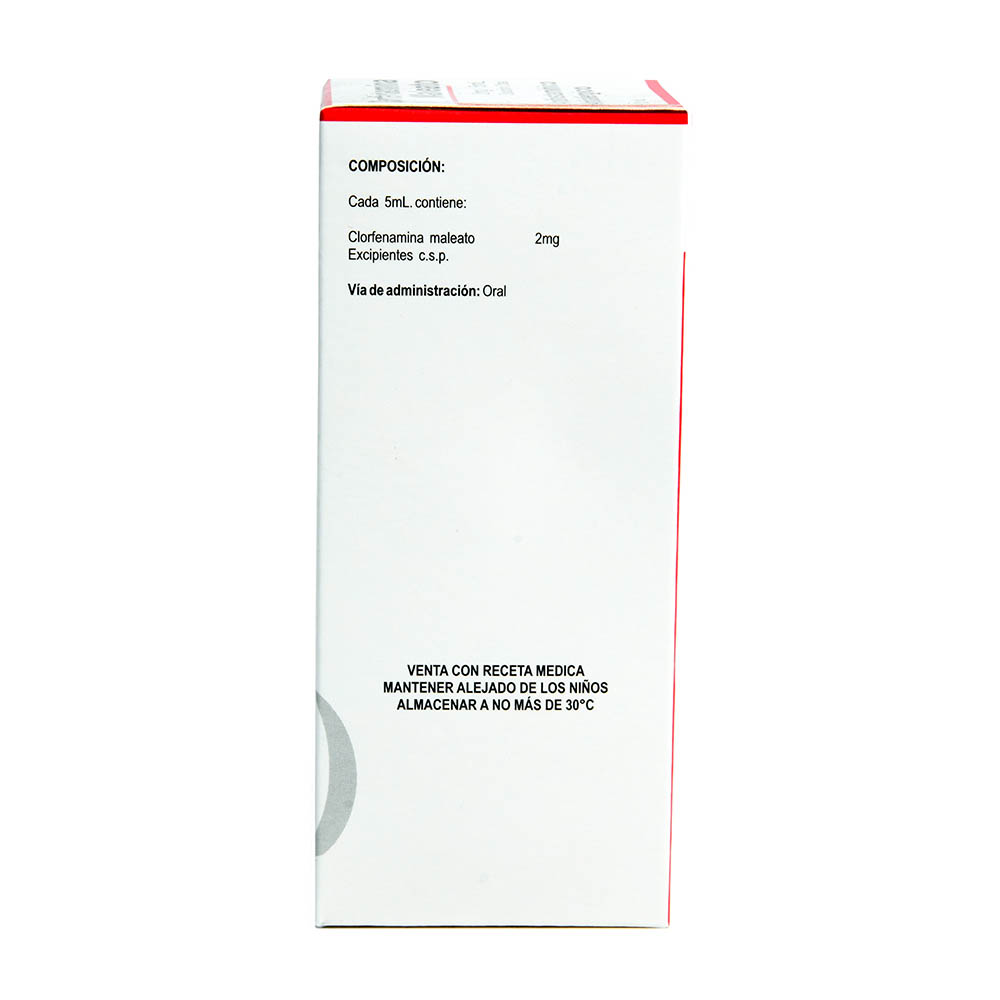 COMPOSICIÓN:
Cada 5mL. contiene:
Clorfenamina maleato 2mg
Excipientes c.s.p.
Vía de administración: Oral
VENTA CON RECETA MEDICA
MANTENER ALEJADO DE LOS NIÑOS
ALMACENAR A NO MÁS DE 30°C